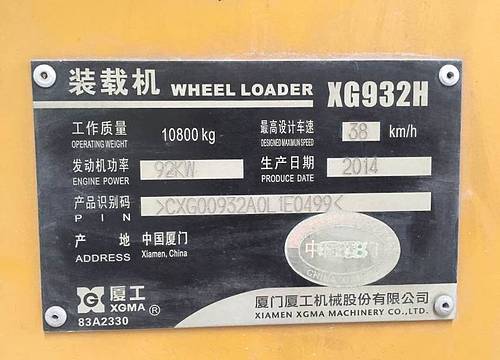 装载机 WHEEL LOADER XG932H
工作质量 10800 kg 最高设计车速 38 km/h
OPERATING WEIGHT DESIGNED MAXIMUM SPEED
发动机功率 92KW 生产日期 2014
ENGINE POWER PRODUCE DATE
产品识别码 >CXG00932A0L1E0499<
PIN
产地 中国厦门
ADDRESS Xiamen, China
厦工
XGMA ®
83A2330
厦门厦工机械股份有限公司
XIAMEN XGMA MACHINERY CO.,LTD.